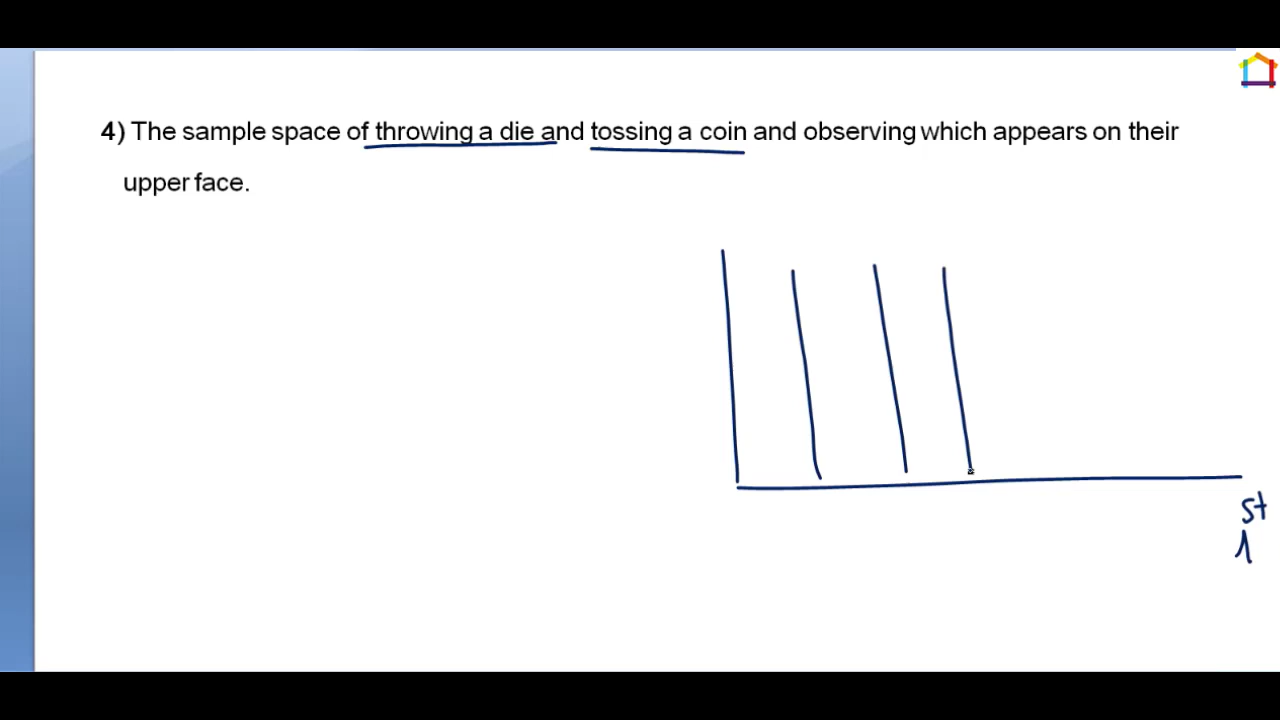 4) The sample space of throwing a die and tossing a coin and observing which appears on their
upper face.
st
1